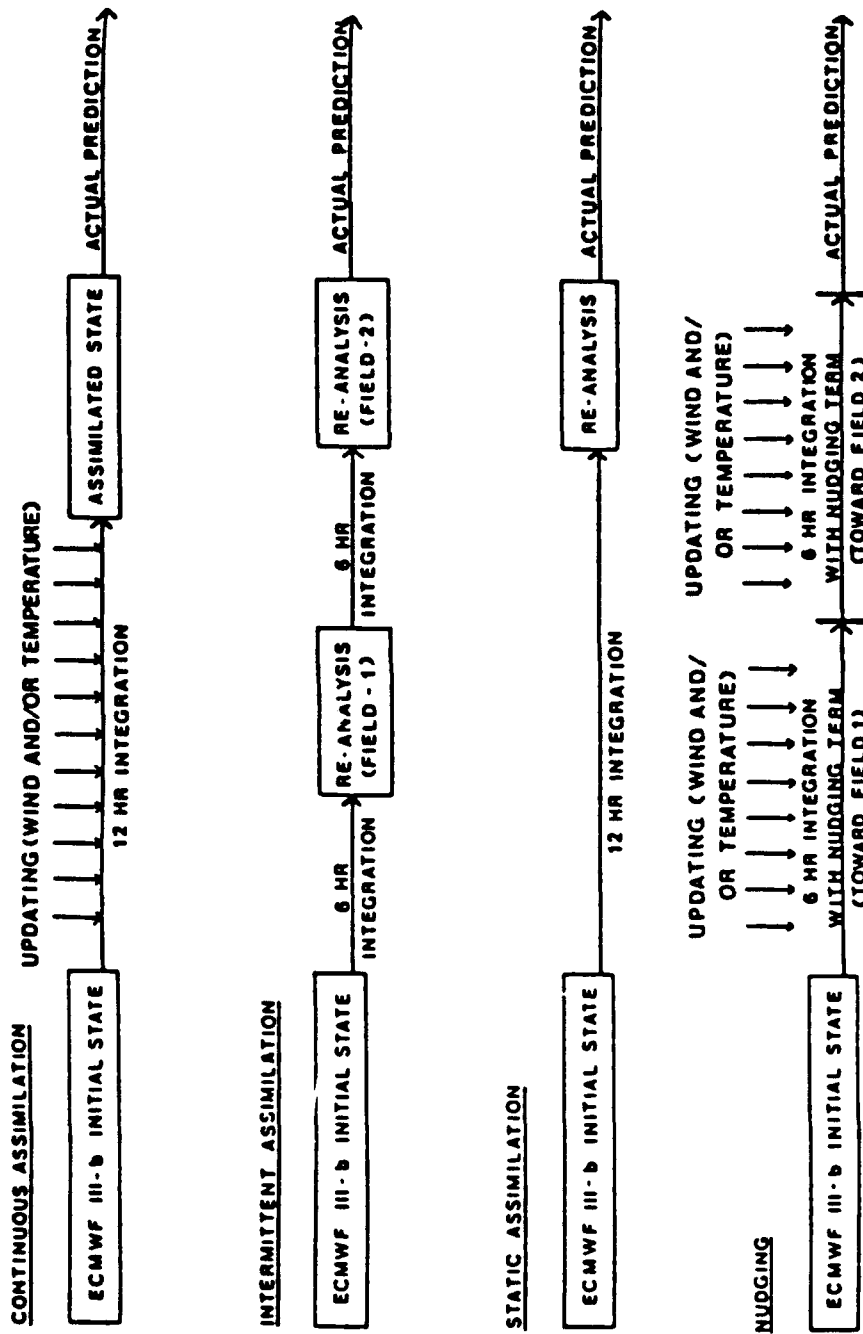 CONTINUOUS ASSIMILATION
UPDATING (WIND AND/OR TEMPERATURE)
ECMWF III-b INITIAL STATE
12 HR INTEGRATION
ASSIMILATED STATE
ACTUAL PREDICTION
INTERMITTENT ASSIMILATION
ECMWF III-b INITIAL STATE
6 HR
INTEGRATION
RE-ANALYSIS
(FIELD-1)
6 HR
INTEGRATION
RE-ANALYSIS
(FIELD-2)
ACTUAL PREDICTION
STATIC ASSIMILATION
ECMWF III-b INITIAL STATE
12 HR INTEGRATION
RE-ANALYSIS
ACTUAL PREDICTION
NUDGING
ECMWF III-b INITIAL STATE
UPDATING (WIND AND/
OR TEMPERATURE)
6 HR INTEGRATION
WITH NUDGING TERM
(TOWARD FIELD 1)
UPDATING (WIND AND/
OR TEMPERATURE)
6 HR INTEGRATION
WITH NUDGING TERM
(TOWARD FIELD 2)
ACTUAL PREDICTION